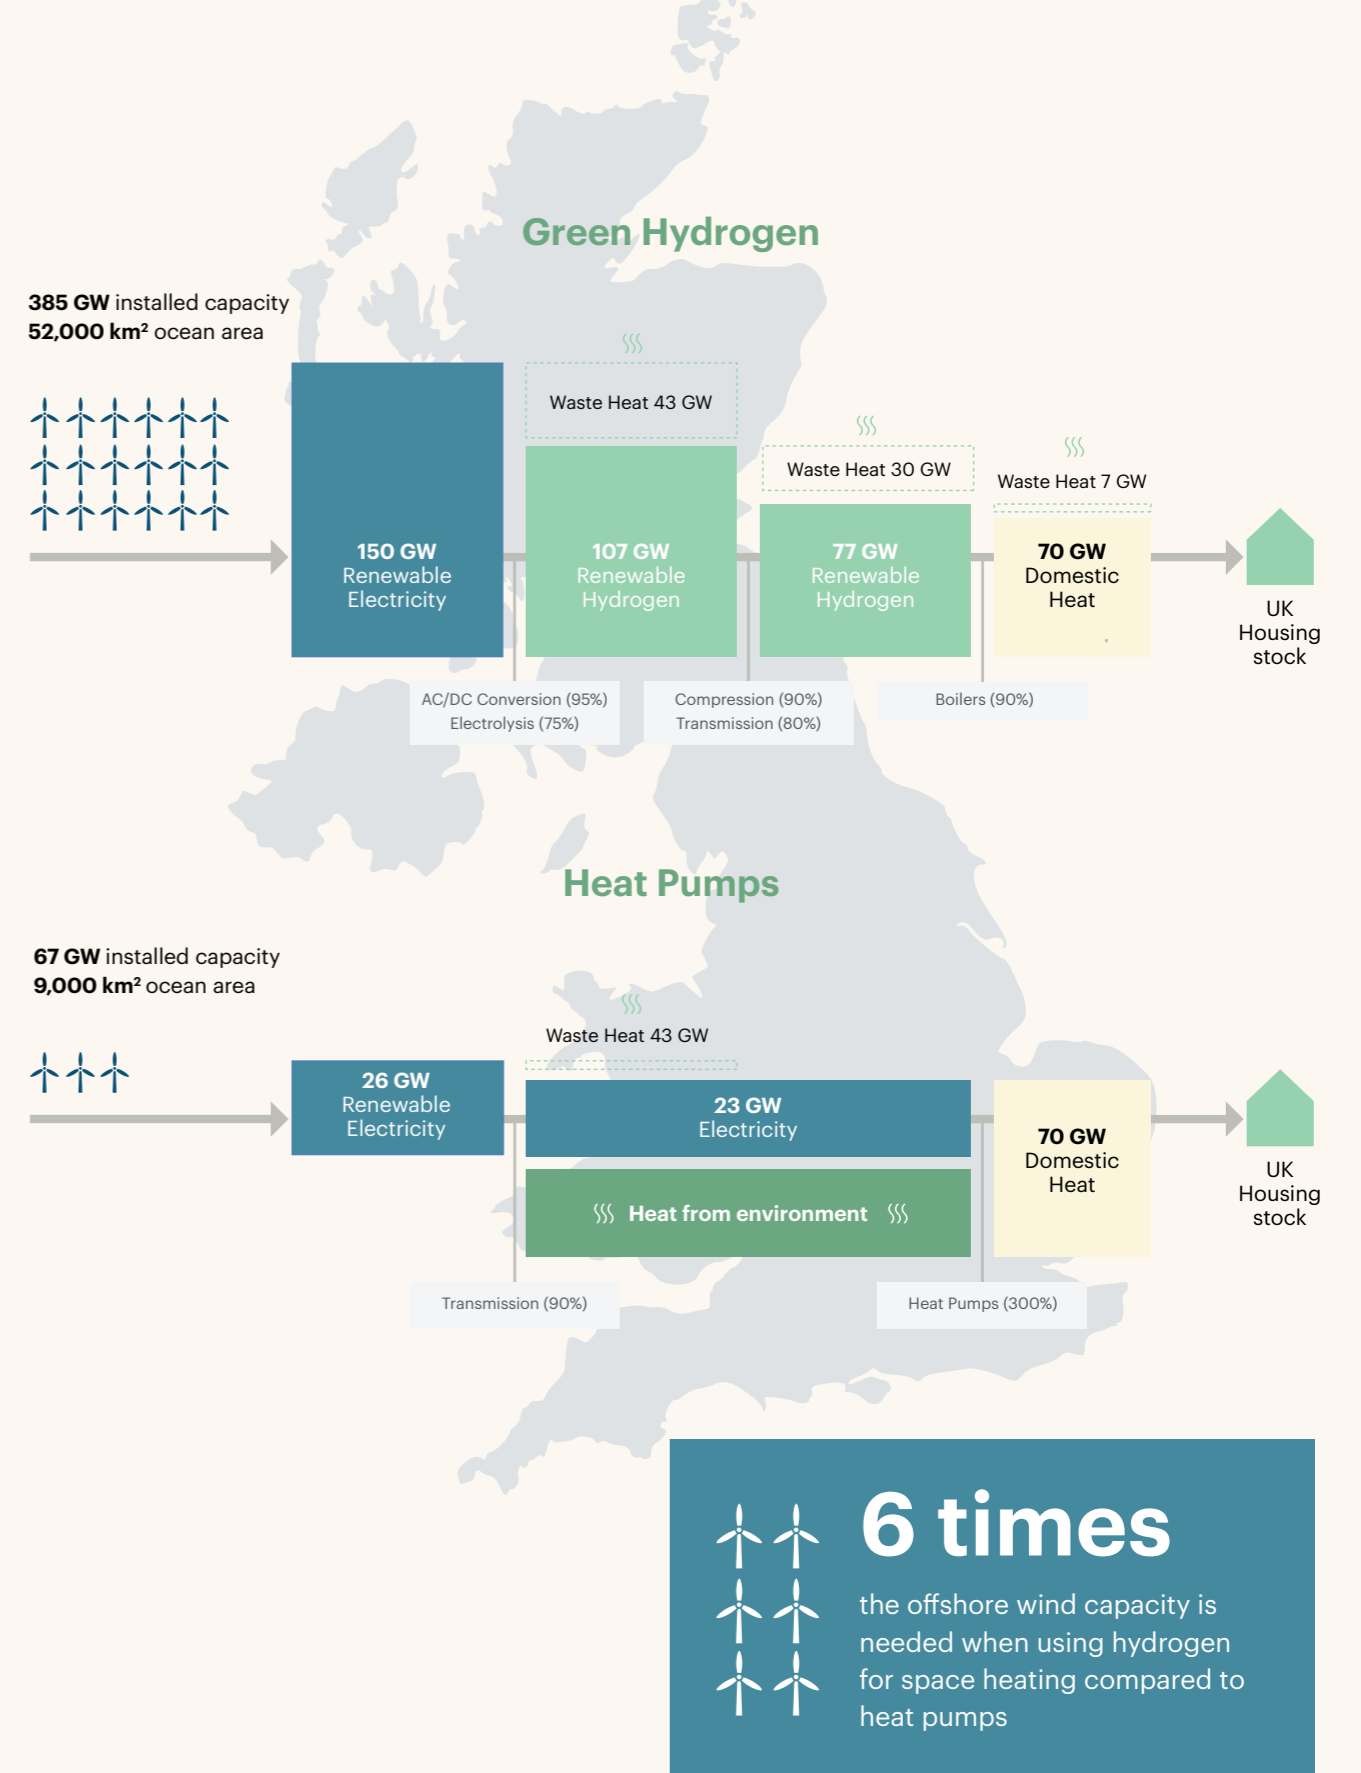 Green Hydrogen
385 GW installed capacity
52,000 km² ocean area
Waste Heat 43 GW
Waste Heat 30 GW
Waste Heat 7 GW
150 GW
Renewable
Electricity
107 GW
Renewable
Hydrogen
77 GW
Renewable
Hydrogen
70 GW
Domestic
Heat
UK
Housing
stock
AC/DC Conversion (95%)
Electrolysis (75%)
Compression (90%)
Transmission (80%)
Boilers (90%)
Heat Pumps
67 GW installed capacity
9,000 km² ocean area
Waste Heat 43 GW
26 GW
Renewable
Electricity
23 GW
Electricity
Heat from environment
70 GW
Domestic
Heat
UK
Housing
stock
Transmission (90%)
Heat Pumps (300%)
6 times
the offshore wind capacity is
needed when using hydrogen
for space heating compared to
heat pumps